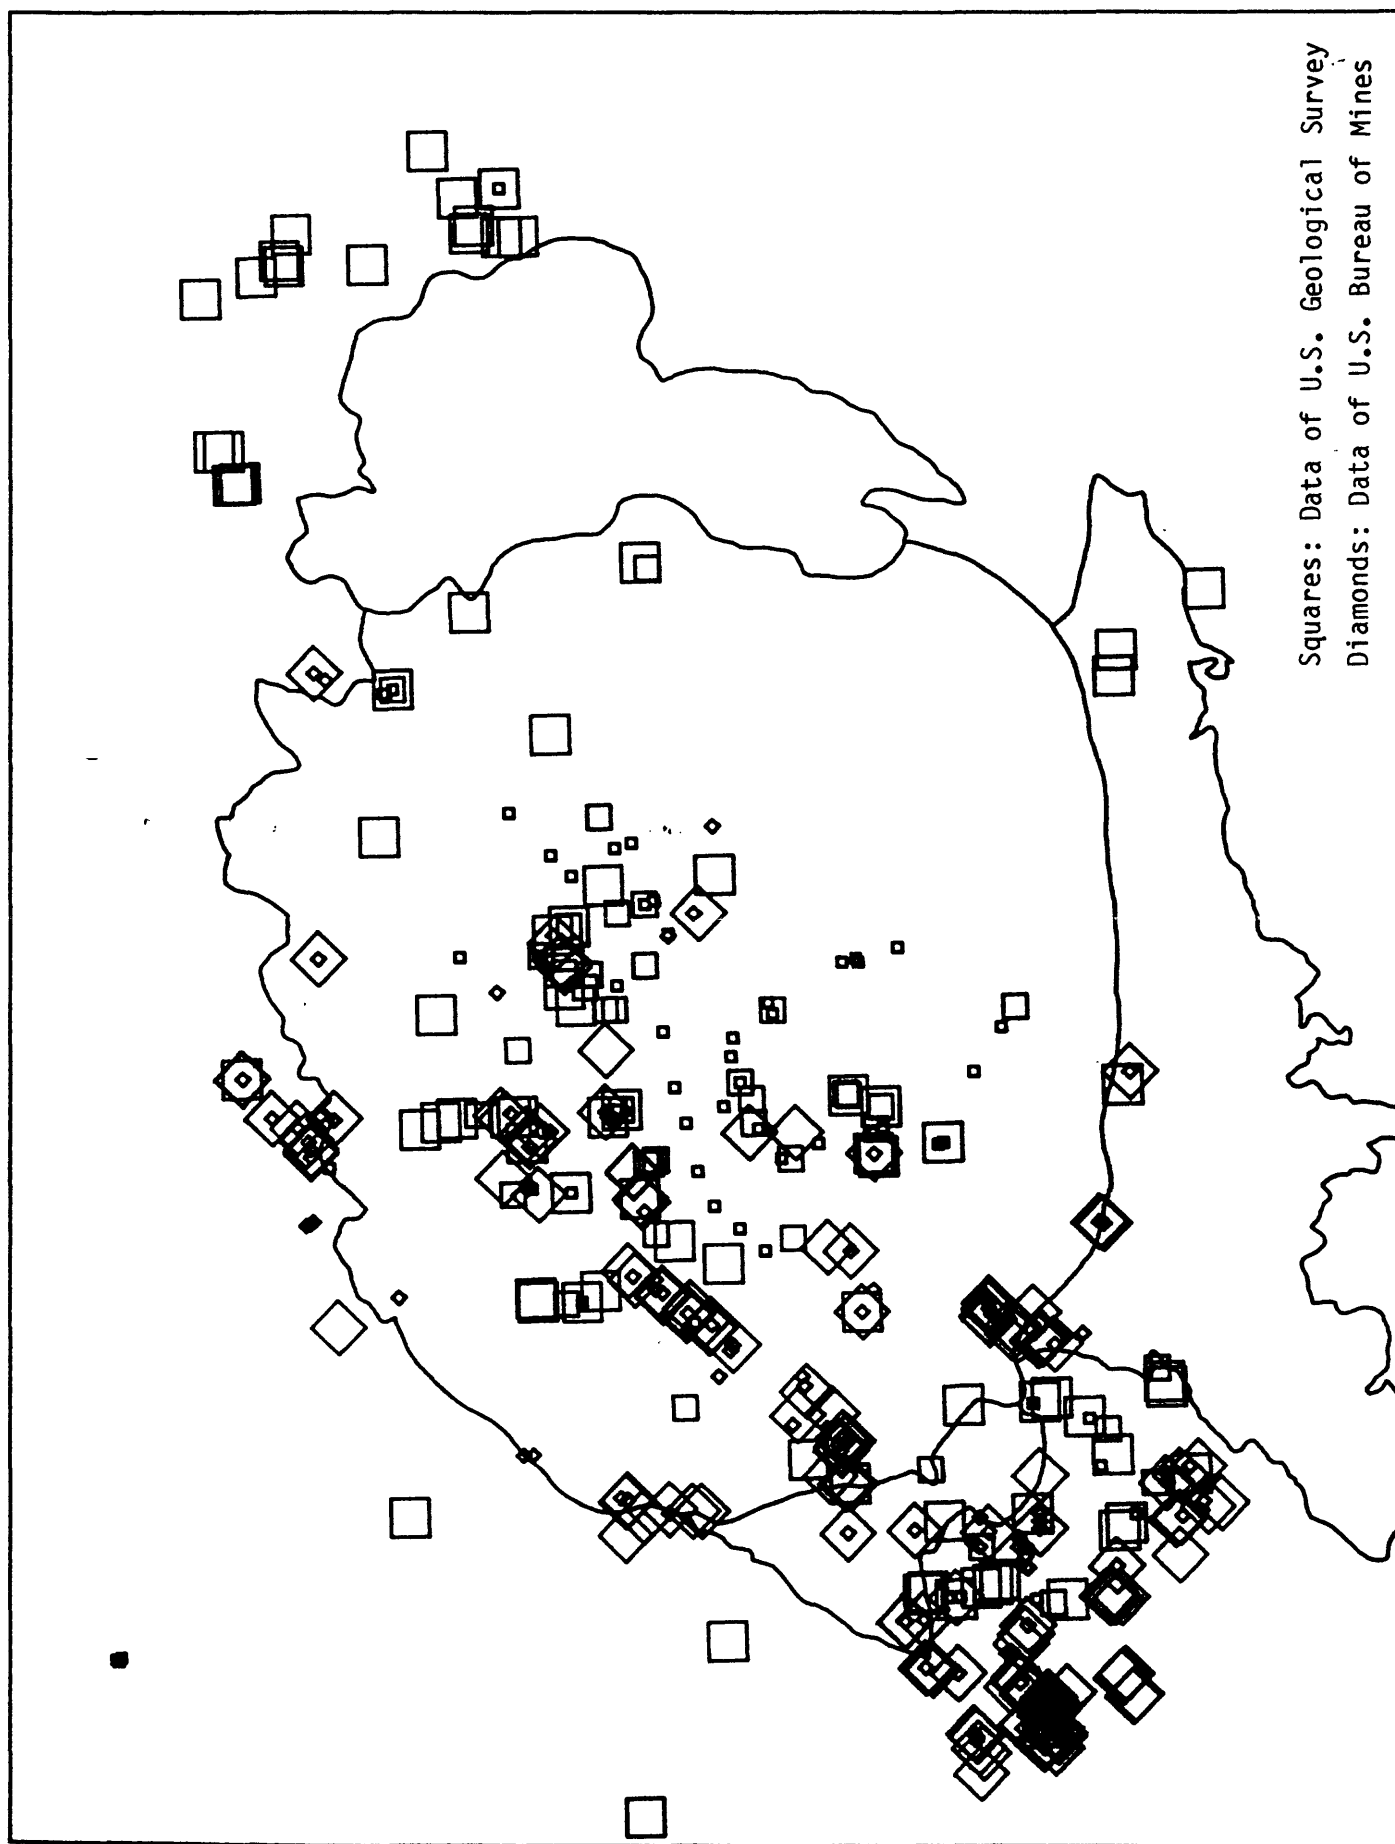 Squares: Data of U.S. Geological Survey
Diamonds: Data of U.S. Bureau of Mines